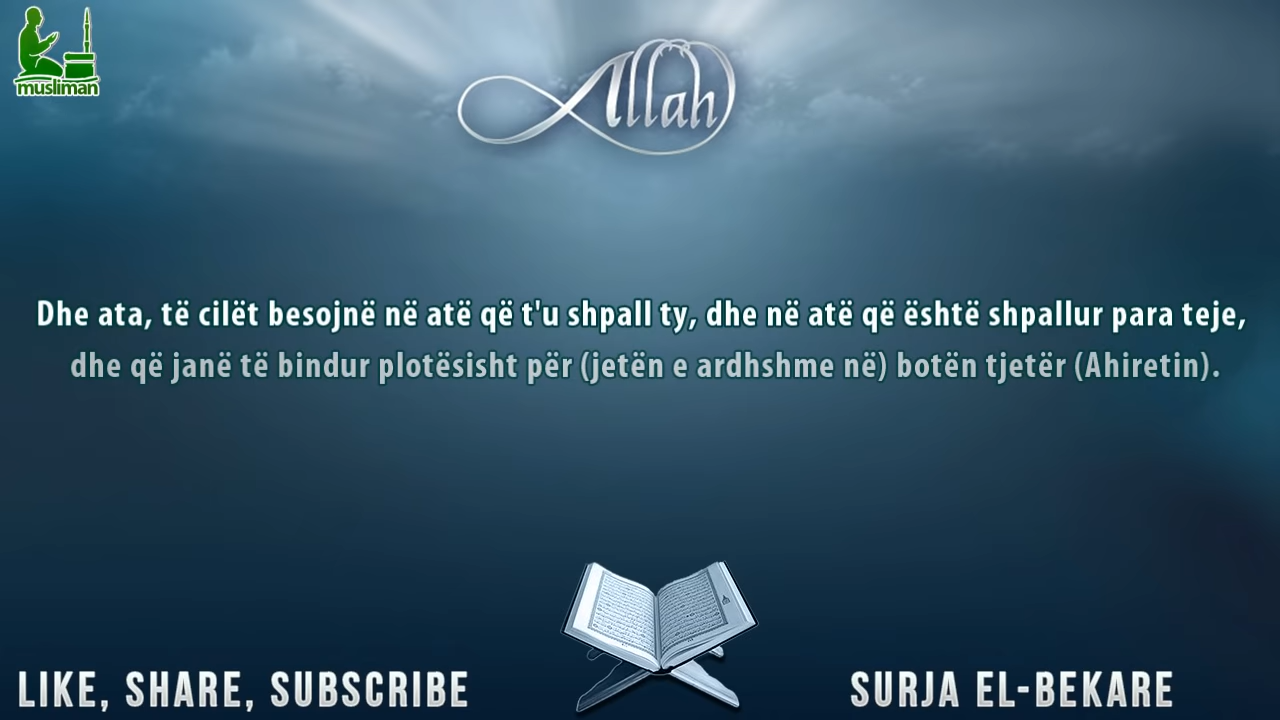 musliman
Allah
Dhe ata, të cilët besojnë në atë që t'u shpall ty, dhe në atë që është shpallur para teje,
dhe që janë të bindur plotësisht për (jetën e ardhshme në) botën tjetër (Ahiretin).
LIKE, SHARE, SUBSCRIBE
SURJA EL-BEKARE